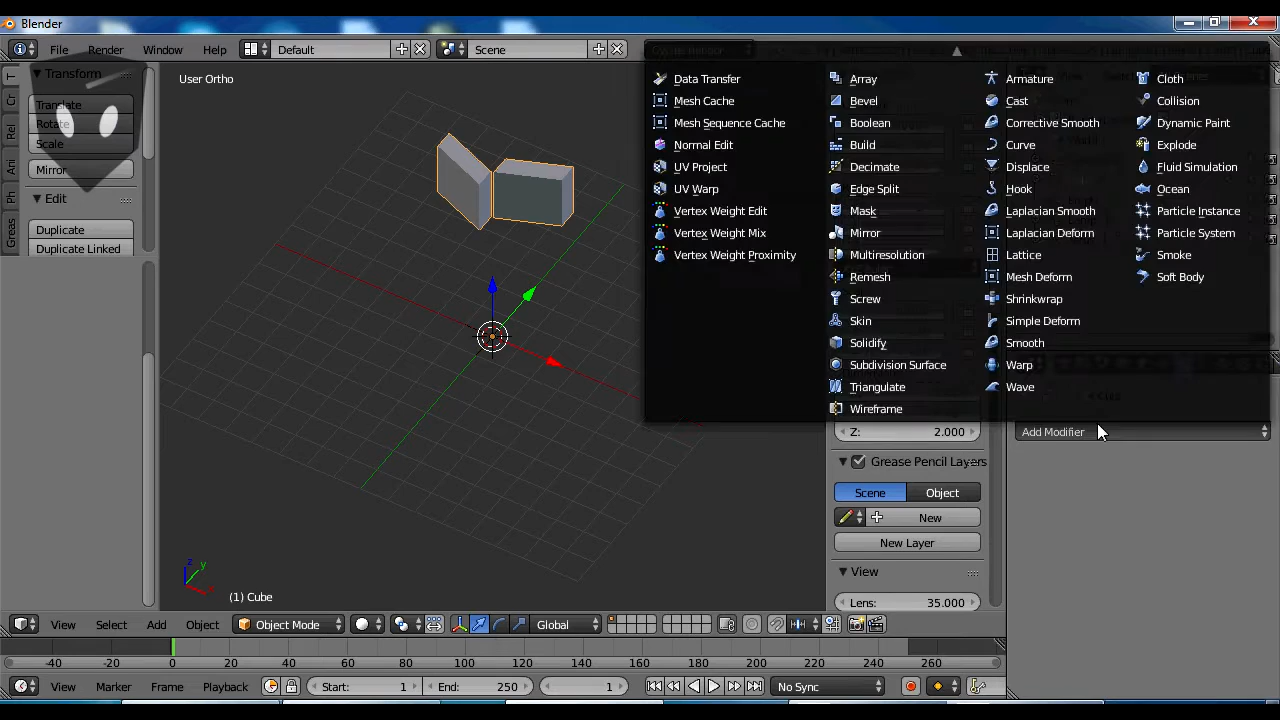 Blender
File Render Window Help Default Scene
Transform
Translate
Rotate
Scale
Mirror
Edit
Duplicate
Duplicate Linked
T
Cr
Rel
Ani
Ph
Greas
User Ortho
(1) Cube
Data Transfer
Mesh Cache
Mesh Sequence Cache
Normal Edit
UV Project
UV Warp
Vertex Weight Edit
Vertex Weight Mix
Vertex Weight Proximity
Array
Bevel
Boolean
Build
Decimate
Edge Split
Mask
Mirror
Multiresolution
Remesh
Screw
Skin
Solidify
Subdivision Surface
Triangulate
Wireframe
Armature
Cast
Corrective Smooth
Curve
Displace
Hook
Laplacian Smooth
Laplacian Deform
Lattice
Mesh Deform
Shrinkwrap
Simple Deform
Smooth
Warp
Wave
Cloth
Collision
Dynamic Paint
Explode
Fluid Simulation
Ocean
Particle Instance
Particle System
Smoke
Soft Body
Add Modifier
Z: 2.000
Grease Pencil Layers
Scene Object
New
New Layer
View
Lens: 35.000
z
y
x
View Select Add Object Object Mode Global
-40 -20 0 20 40 60 80 100 120 140 160 180 200 220 240 260
View Marker Frame Playback Start: 1 End: 250 1 No Sync